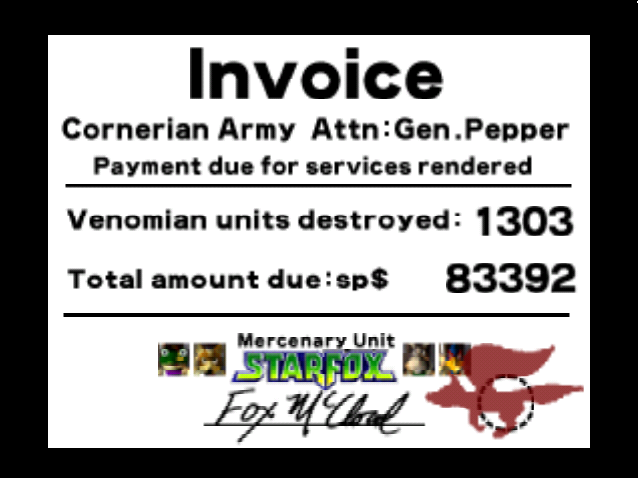 Invoice
Cornerian Army Attn:Gen.Pepper
Payment due for services rendered
Venomian units destroyed: 1303
Total amount due:sp$ 83392
Mercenary Unit
STARFOX
Fox McCloud